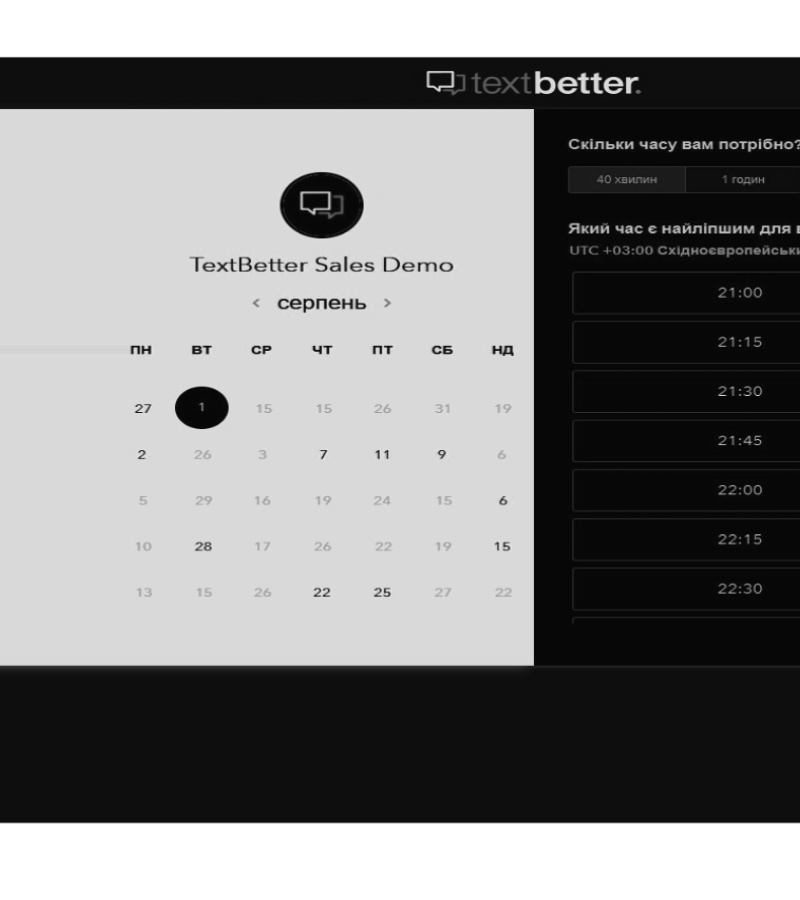 textbetter.
TextBetter Sales Demo
‹ серпень ›
ПН ВТ СР ЧТ ПТ СБ НД
27 1 15 15 26 31 19
2 26 3 7 11 9 6
5 29 16 19 24 15 6
10 28 17 26 22 19 15
13 15 26 22 25 27 22
Скільки часу вам потрібно?
40 хвилин 1 годин
Який час є найліпшим для в
UTC +03:00 Східноєвропейськи
21:00
21:15
21:30
21:45
22:00
22:15
22:30